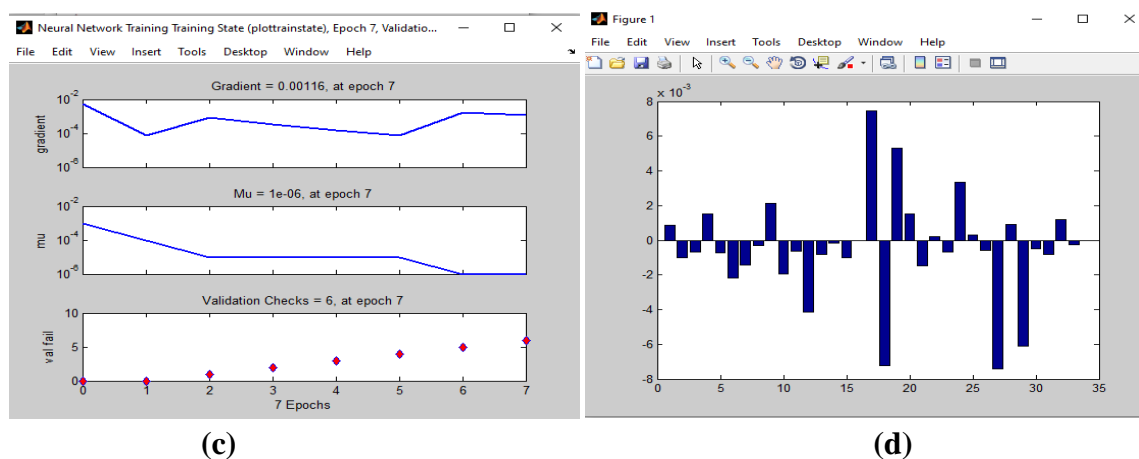 Neural Network Training Training State (plottrainstate), Epoch 7, Validatio...
File Edit View Insert Tools Desktop Window Help
Gradient = 0.00116, at epoch 7
10^-2
10^-4
10^-6
gradient
Mu = 1e-06, at epoch 7
10^-2
10^-4
10^-6
mu
Validation Checks = 6, at epoch 7
10
5
0
val fail
0 1 2 3 4 5 6 7
7 Epochs
(c)
Figure 1
File Edit View Insert Tools Desktop Window Help
× 10^-3
8
6
4
2
0
-2
-4
-6
-8
0 5 10 15 20 25 30 35
(d)